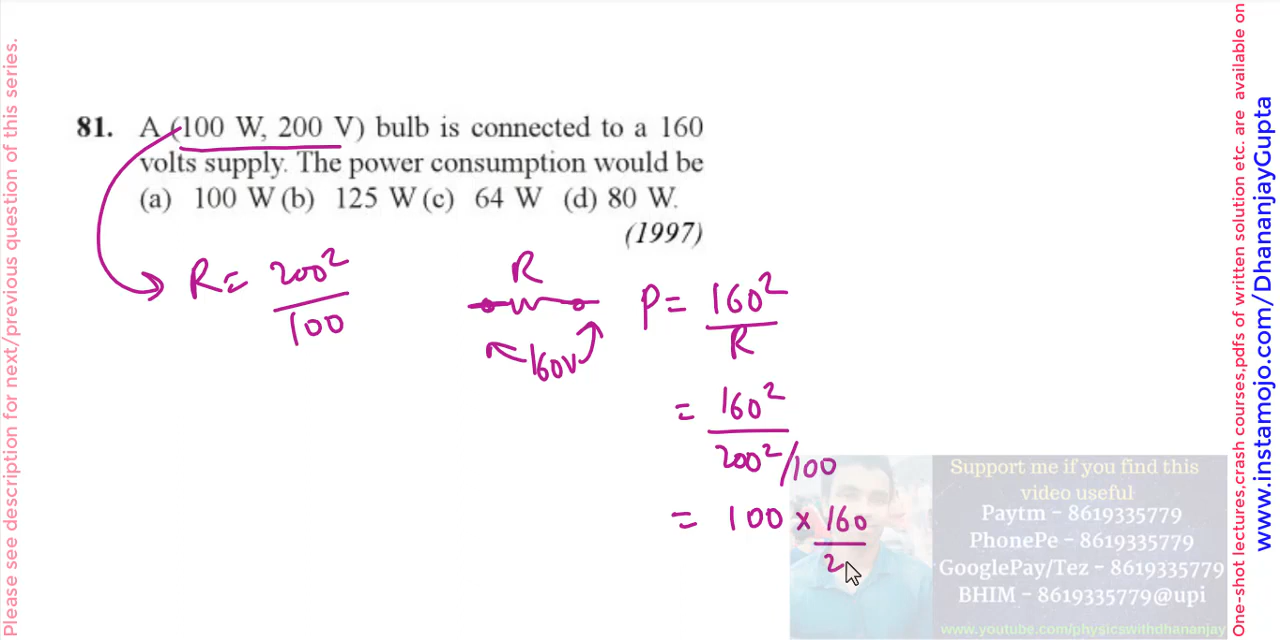 Please see description for next/previous question of this series.
81. A (100 W, 200 V) bulb is connected to a 160
volts supply. The power consumption would be
(a) 100 W (b) 125 W (c) 64 W (d) 80 W.
(1997)
R = 200²/100
R
160V
P = 160²/R
= 160²/200²/100
= 100 × 160/2
Support me if you find this
video useful
Paytm - 8619335779
PhonePe - 8619335779
GooglePay/Tez - 8619335779
BHIM - 8619335779@upi
www.youtube.com/physicswithdhananjay
One-shot lectures,crash courses,pdfs of written solution etc. are available on
www.instamojo.com/DhananjayGupta